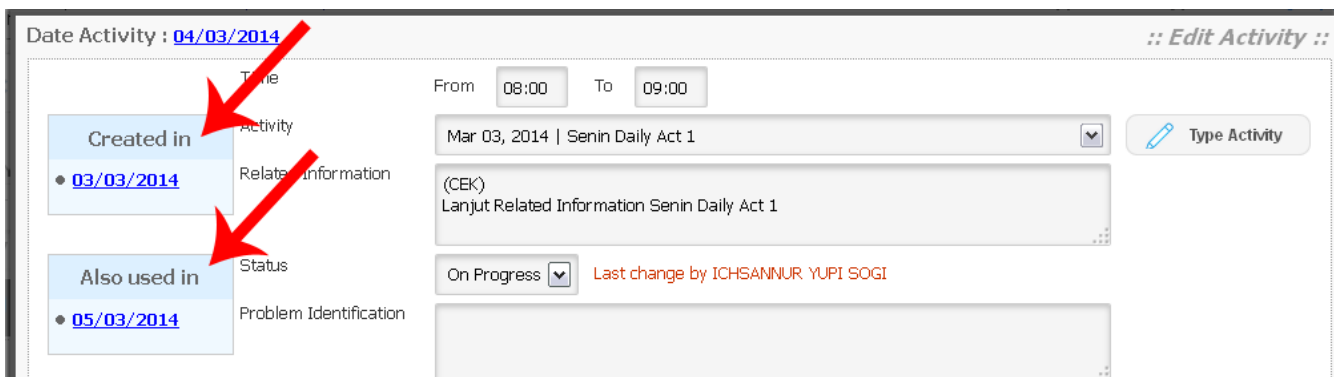 Date Activity : 04/03/2014
:: Edit Activity ::
Time
From 08:00 To 09:00
Created in
03/03/2014
Activity
Mar 03, 2014 | Senin Daily Act 1
Type Activity
Related Information
(CEK)
Lanjut Related Information Senin Daily Act 1
Also used in
05/03/2014
Status
On Progress
Last change by ICHSANNUR YUPI SOGI
Problem Identification